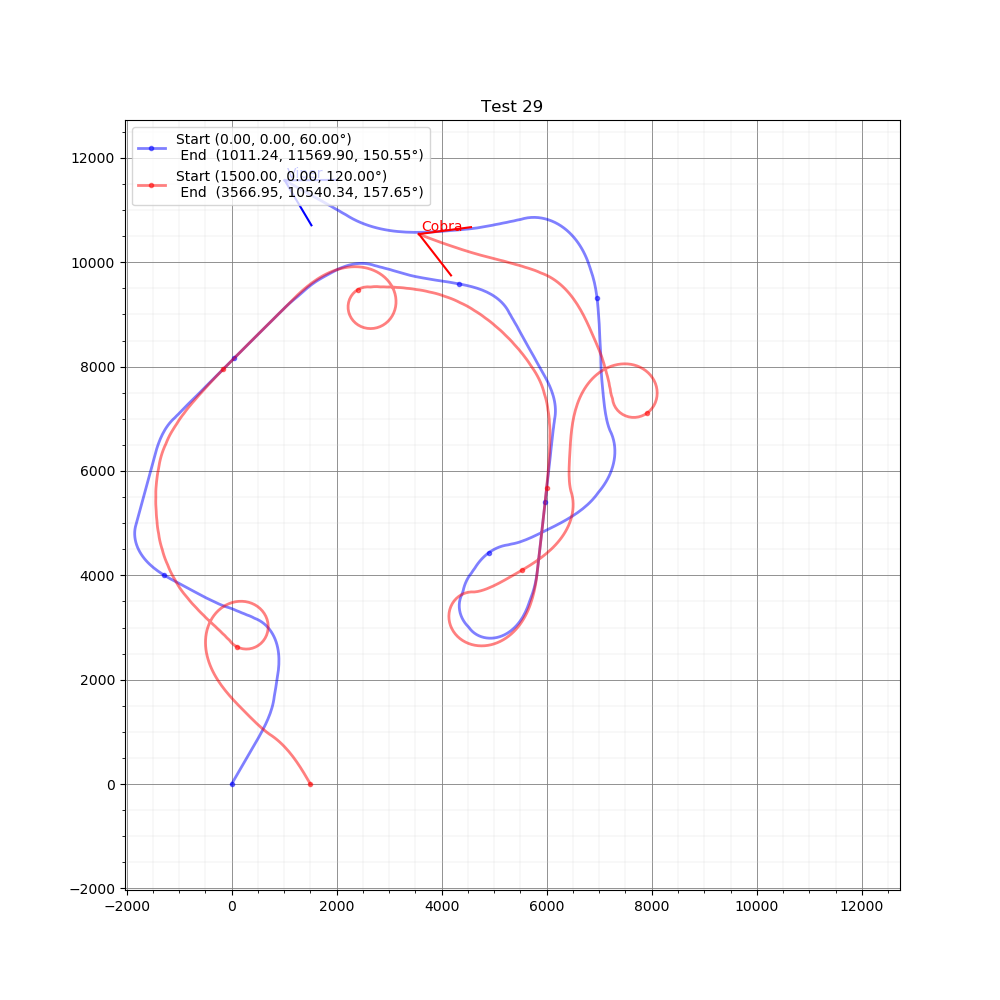 Test 29
Start (0.00, 0.00, 60.00°)
End (1011.24, 11569.90, 150.55°)
Start (1500.00, 0.00, 120.00°)
End (3566.95, 10540.34, 157.65°)
Cobra
12000
10000
8000
6000
4000
2000
0
−2000
−2000 0 2000 4000 6000 8000 10000 12000